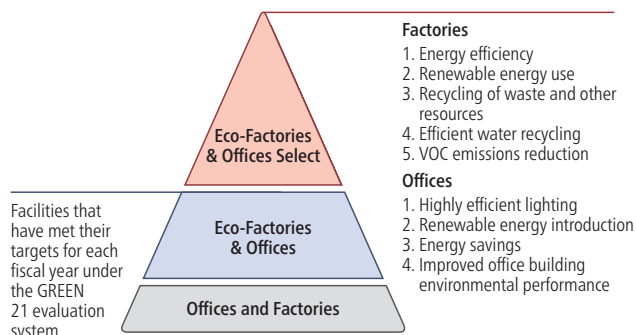 Factories
1. Energy efficiency
2. Renewable energy use
3. Recycling of waste and other
resources
4. Efficient water recycling
5. VOC emissions reduction
Offices
1. Highly efficient lighting
2. Renewable energy introduction
3. Energy savings
4. Improved office building
environmental performance
Eco-Factories
& Offices Select
Facilities that
have met their
targets for each
fiscal year under
the GREEN
21 evaluation
system
Eco-Factories
& Offices
Offices and Factories